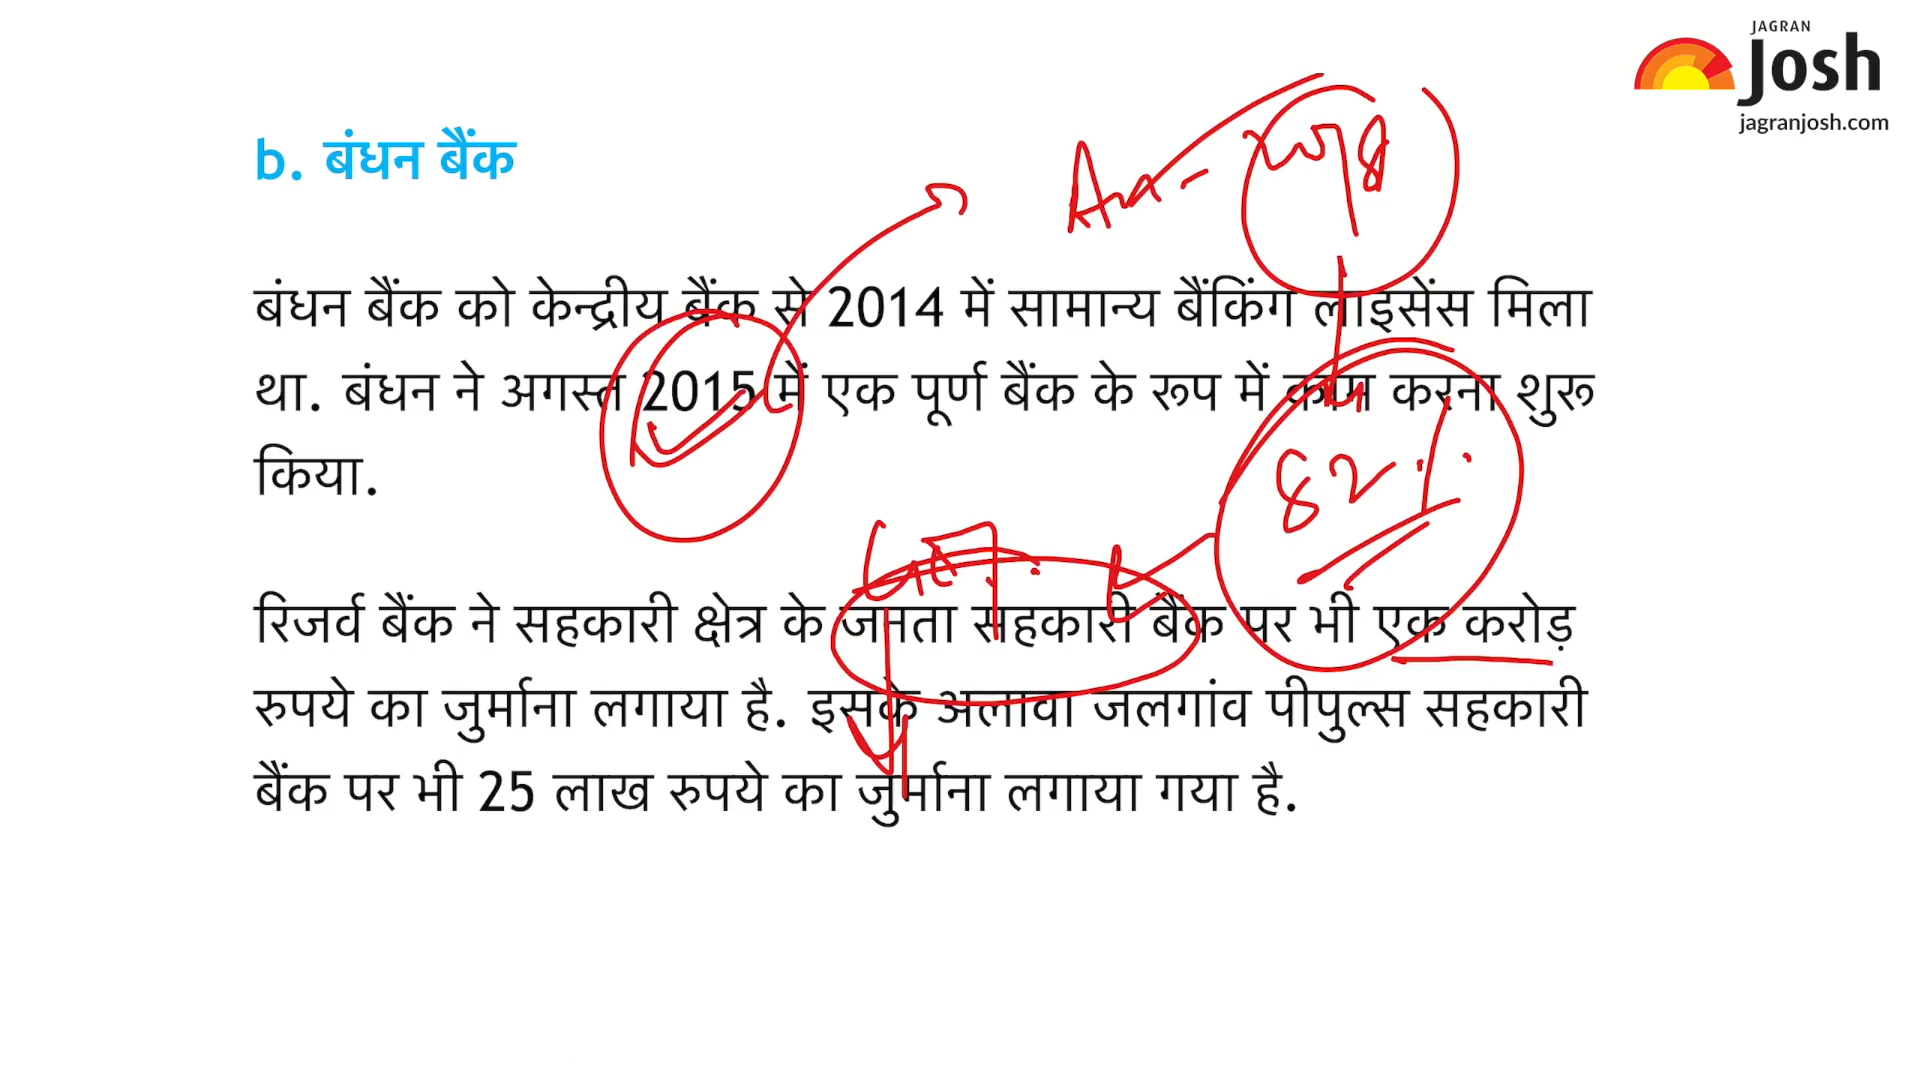 JAGRAN
Josh
jagranjosh.com
b. बंधन बैंक
बंधन बैंक को केन्द्रीय बैंक से 2014 में सामान्य बैंकिंग लाइसेंस मिला
था. बंधन ने अगस्त 2015 में एक पूर्ण बैंक के रूप में काम करना शुरू
किया.
82%
रिजर्व बैंक ने सहकारी क्षेत्र के जनता सहकारी बैंक पर भी एक करोड़
रुपये का जुर्माना लगाया है. इसके अलावा जलगांव पीपुल्स सहकारी
बैंक पर भी 25 लाख रुपये का जुर्माना लगाया गया है.